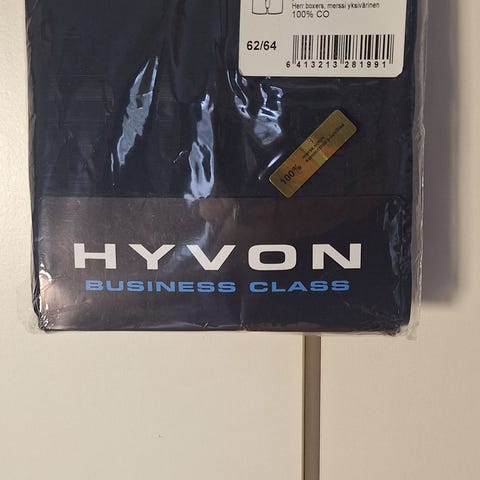 Herr boxers, merssi yksivärinen
100% CO
62/64
6 413213 281991
100%
HYVON
BUSINESS CLASS